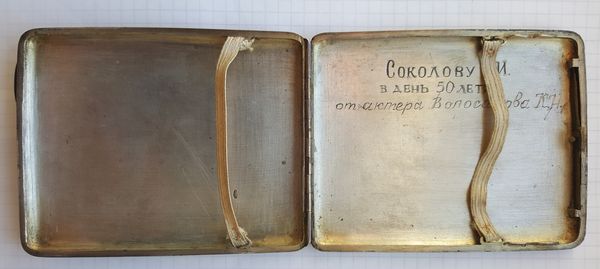 Соколову И.
в день 50 лет
от актера К.Н.